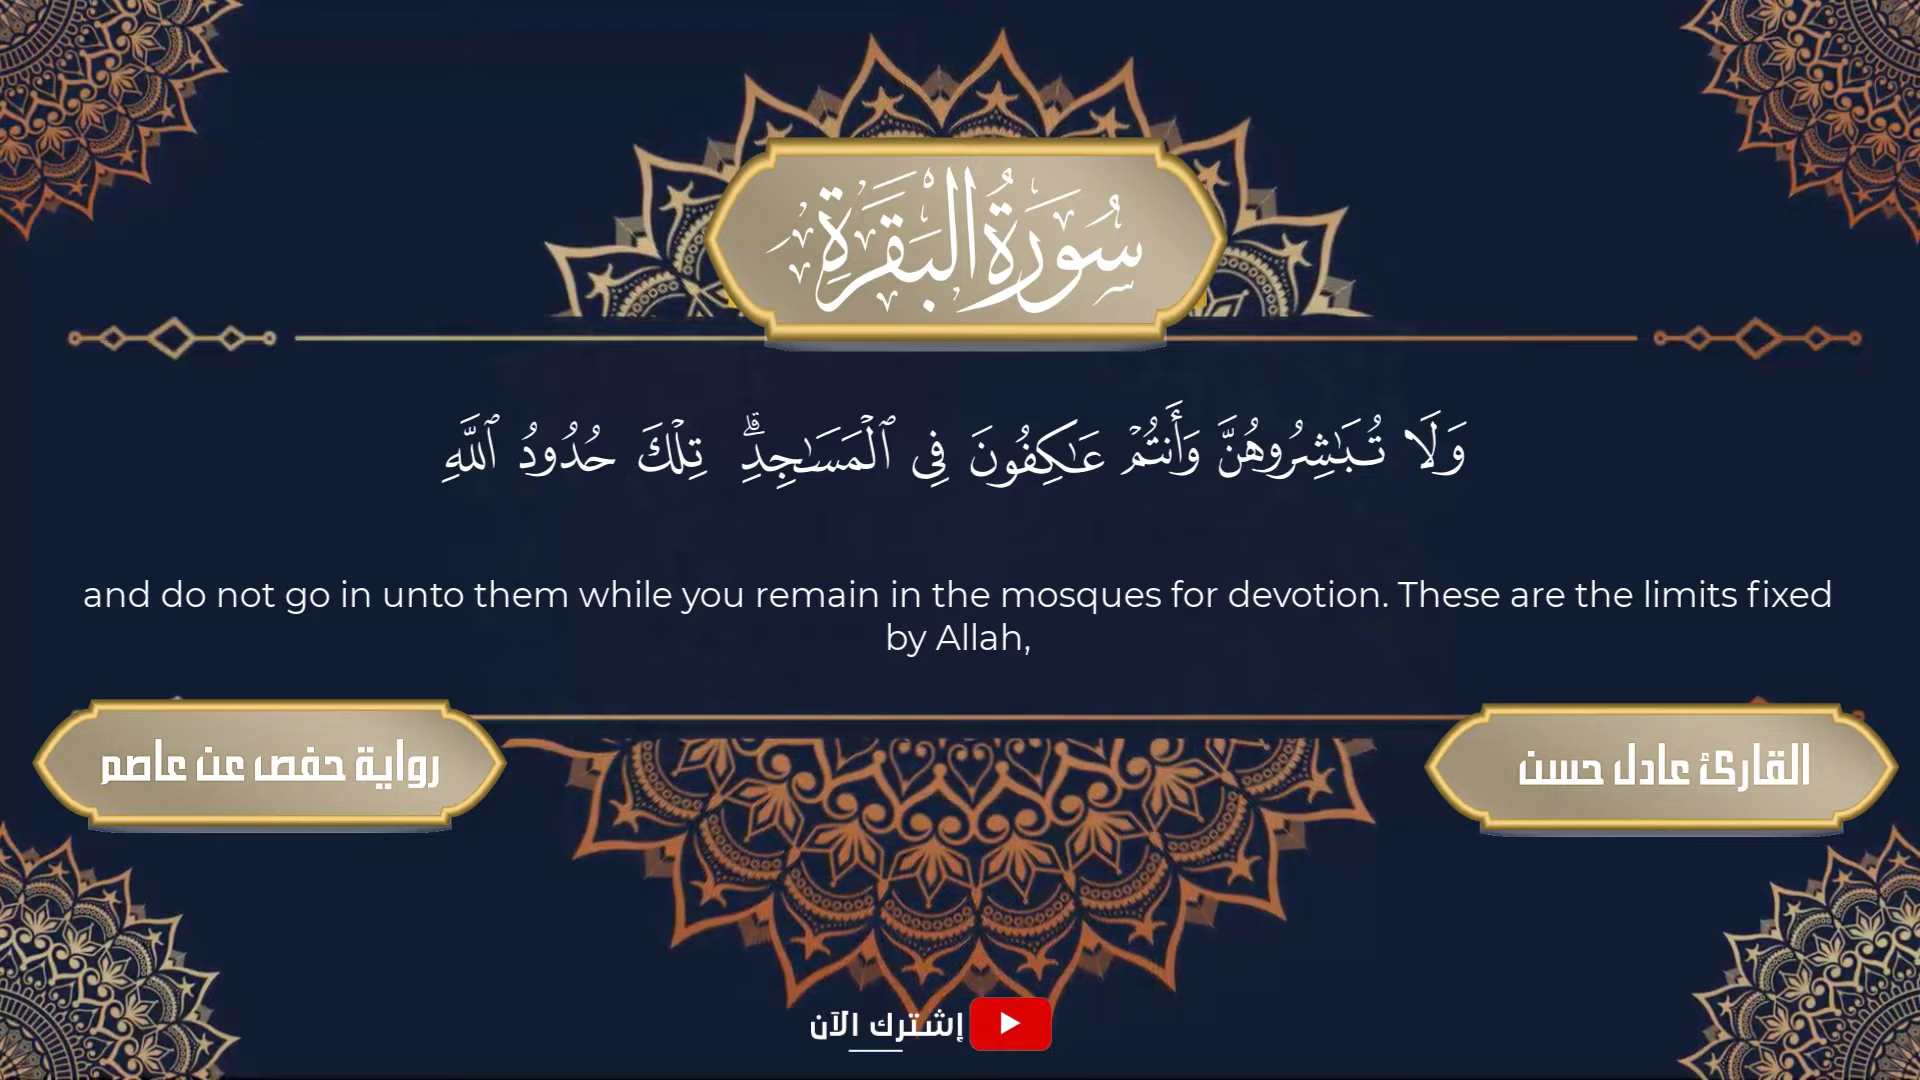 سُورَةُ الْبَقَرَةِ
وَلَا تُبَـٰشِرُوهُنَّ وَأَنتُمْ عَـٰكِفُونَ فِى ٱلْمَسَـٰجِدِ ۗ تِلْكَ حُدُودُ ٱللَّهِ
and do not go in unto them while you remain in the mosques for devotion. These are the limits fixed
by Allah,
القارئ عادل حسن
رواية حفص عن عاصم
إشترك الآن